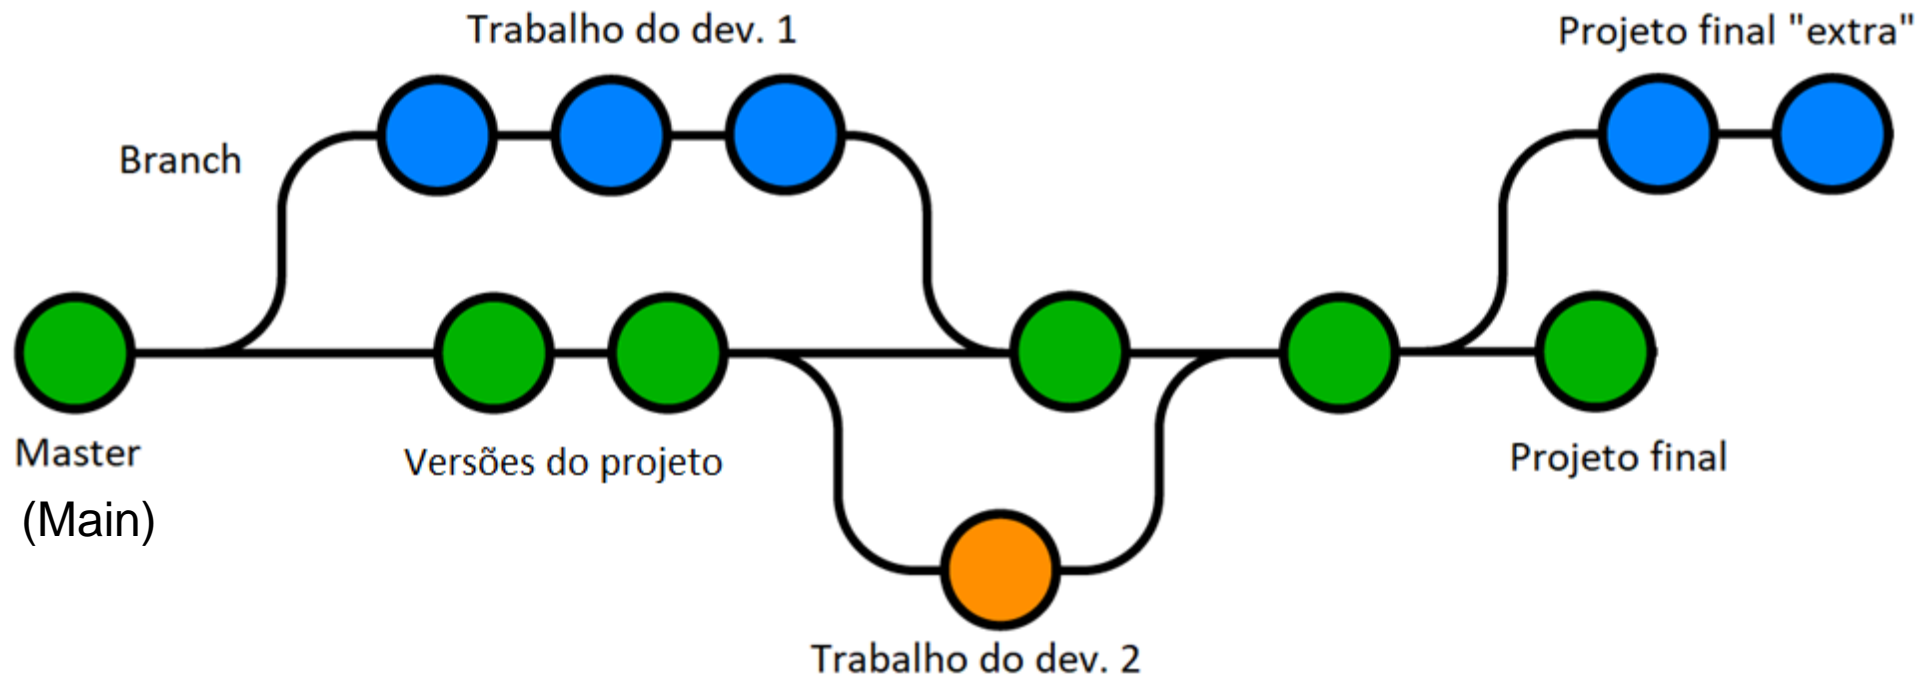 Trabalho do dev. 1
Projeto final "extra"
Branch
Master
(Main)
Versões do projeto
Projeto final
Trabalho do dev. 2